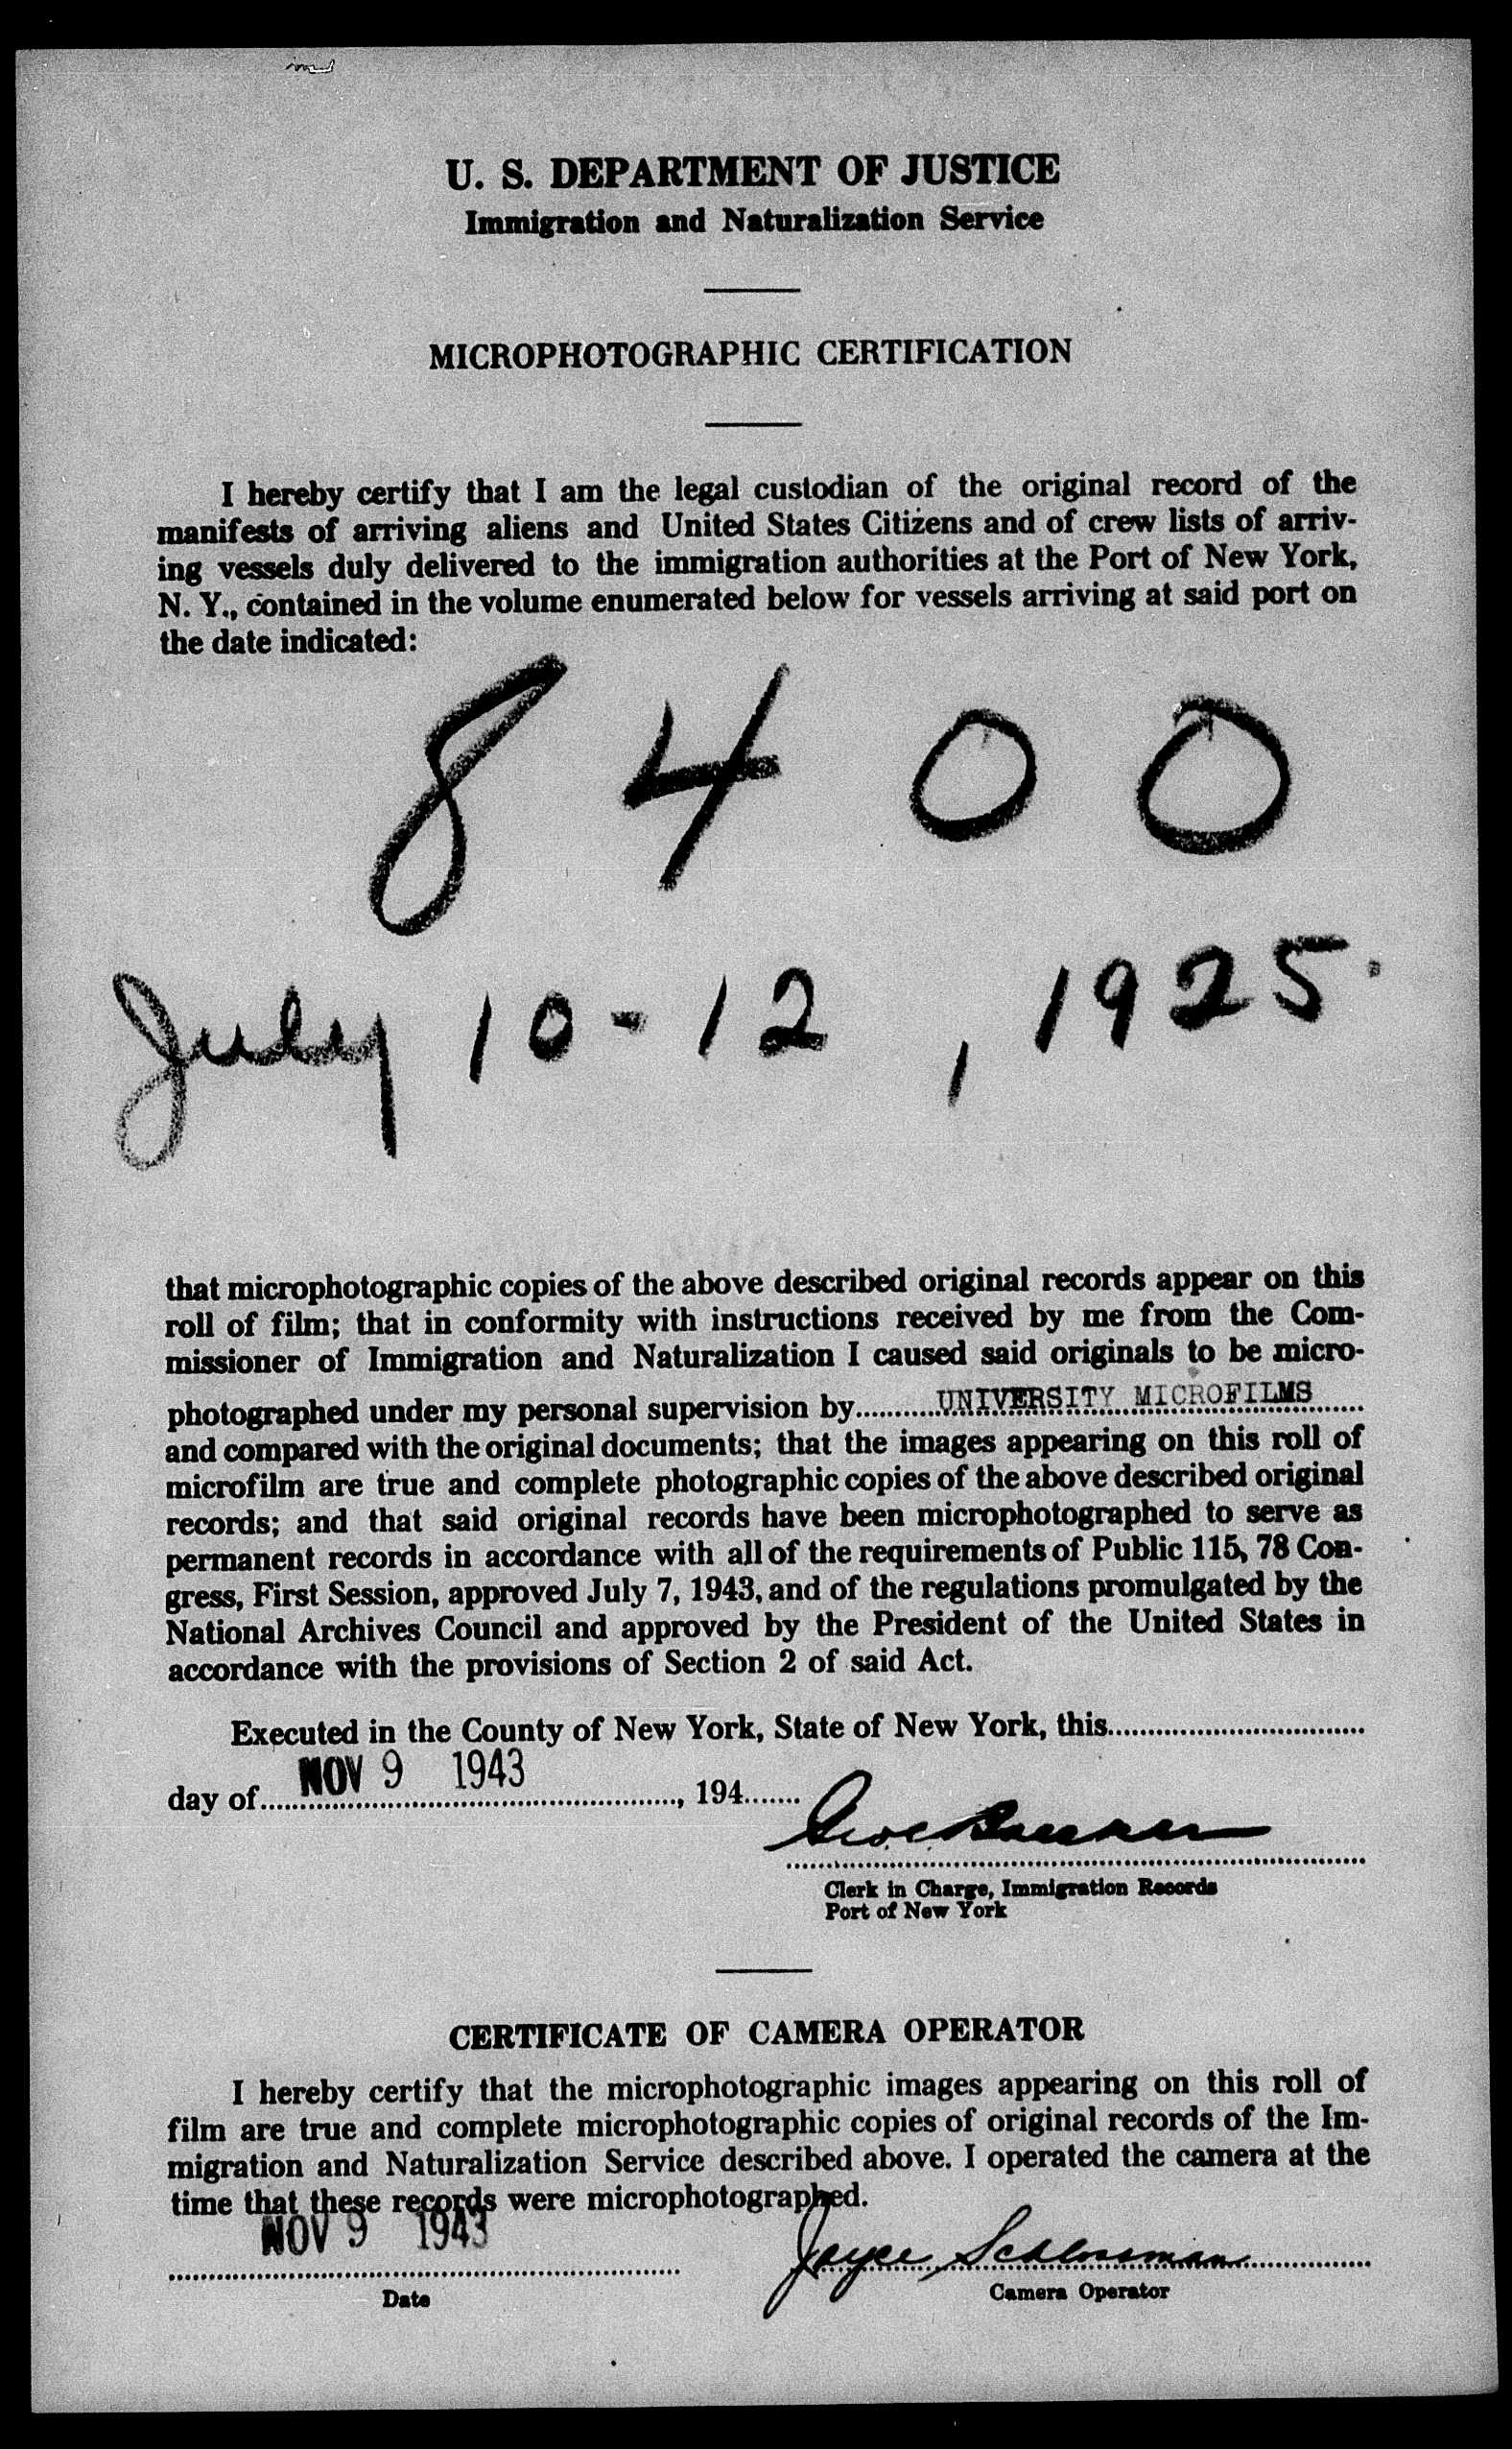 U. S. DEPARTMENT OF JUSTICE
Immigration and Naturalization Service
MICROPHOTOGRAPHIC CERTIFICATION
I hereby certify that I am the legal custodian of the original record of the
manifests of arriving aliens and United States Citizens and of crew lists of arriv-
ing vessels duly delivered to the immigration authorities at the Port of New York,
N. Y., contained in the volume enumerated below for vessels arriving at said port on
the date indicated:
8400
July 10-12, 1925.
that microphotographic copies of the above described original records appear on this
roll of film; that in conformity with instructions received by me from the Com-
missioner of Immigration and Naturalization I caused said originals to be micro-
photographed under my personal supervision by UNIVERSITY MICROFILMS
and compared with the original documents; that the images appearing on this roll of
microfilm are true and complete photographic copies of the above described original
records; and that said original records have been microphotographed to serve as
permanent records in accordance with all of the requirements of Public 115, 78 Con-
gress, First Session, approved July 7, 1943, and of the regulations promulgated by the
National Archives Council and approved by the President of the United States in
accordance with the provisions of Section 2 of said Act.
Executed in the County of New York, State of New York, this
day of NOV 9 1943, 194
Clerk in Charge, Immigration Records
Port of New York
CERTIFICATE OF CAMERA OPERATOR
I hereby certify that the microphotographic images appearing on this roll of
film are true and complete microphotographic copies of original records of the Im-
migration and Naturalization Service described above. I operated the camera at the
time that these records were microphotographed.
NOV 9 1943 Joyce Schlossman
Date Camera Operator